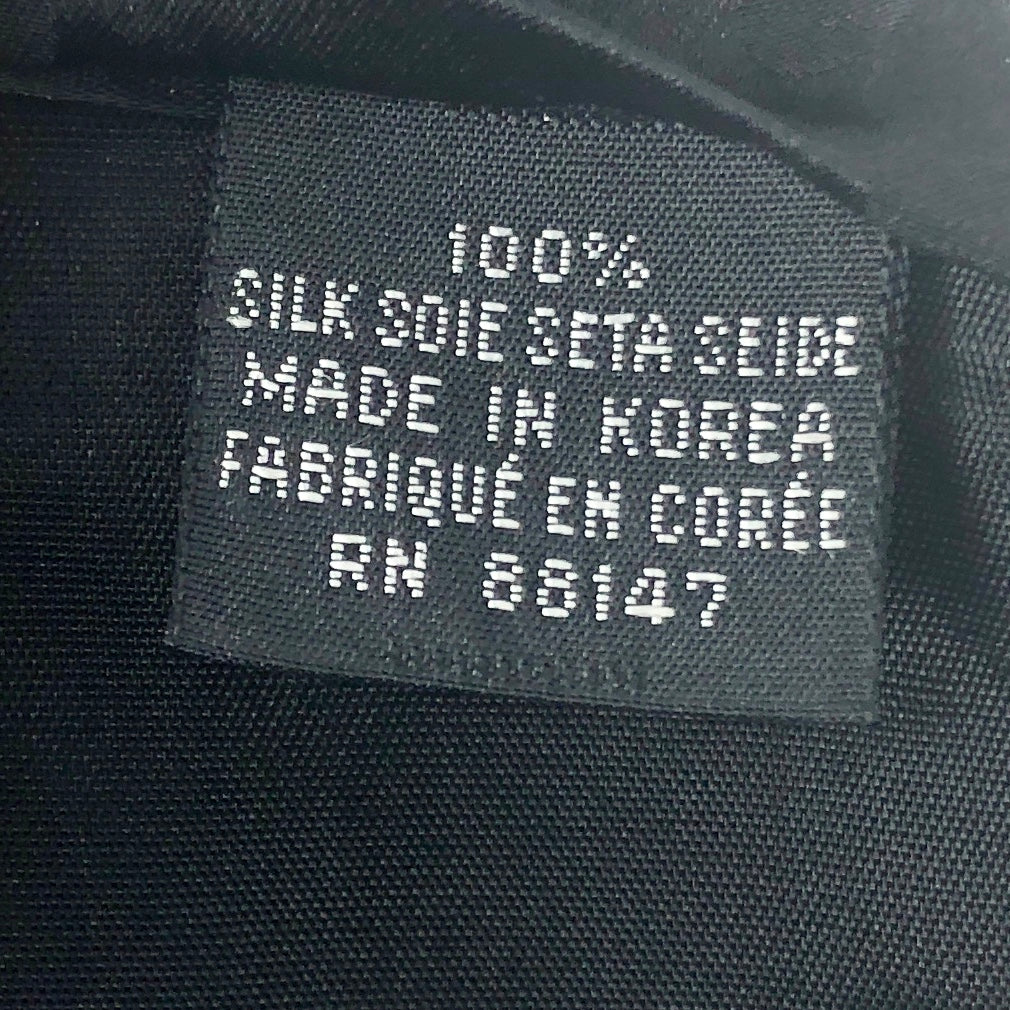 100%
SILK SOIE SETA SEIDE
MADE IN KOREA
FABRIQUÉ EN CORÉE
RN 88147